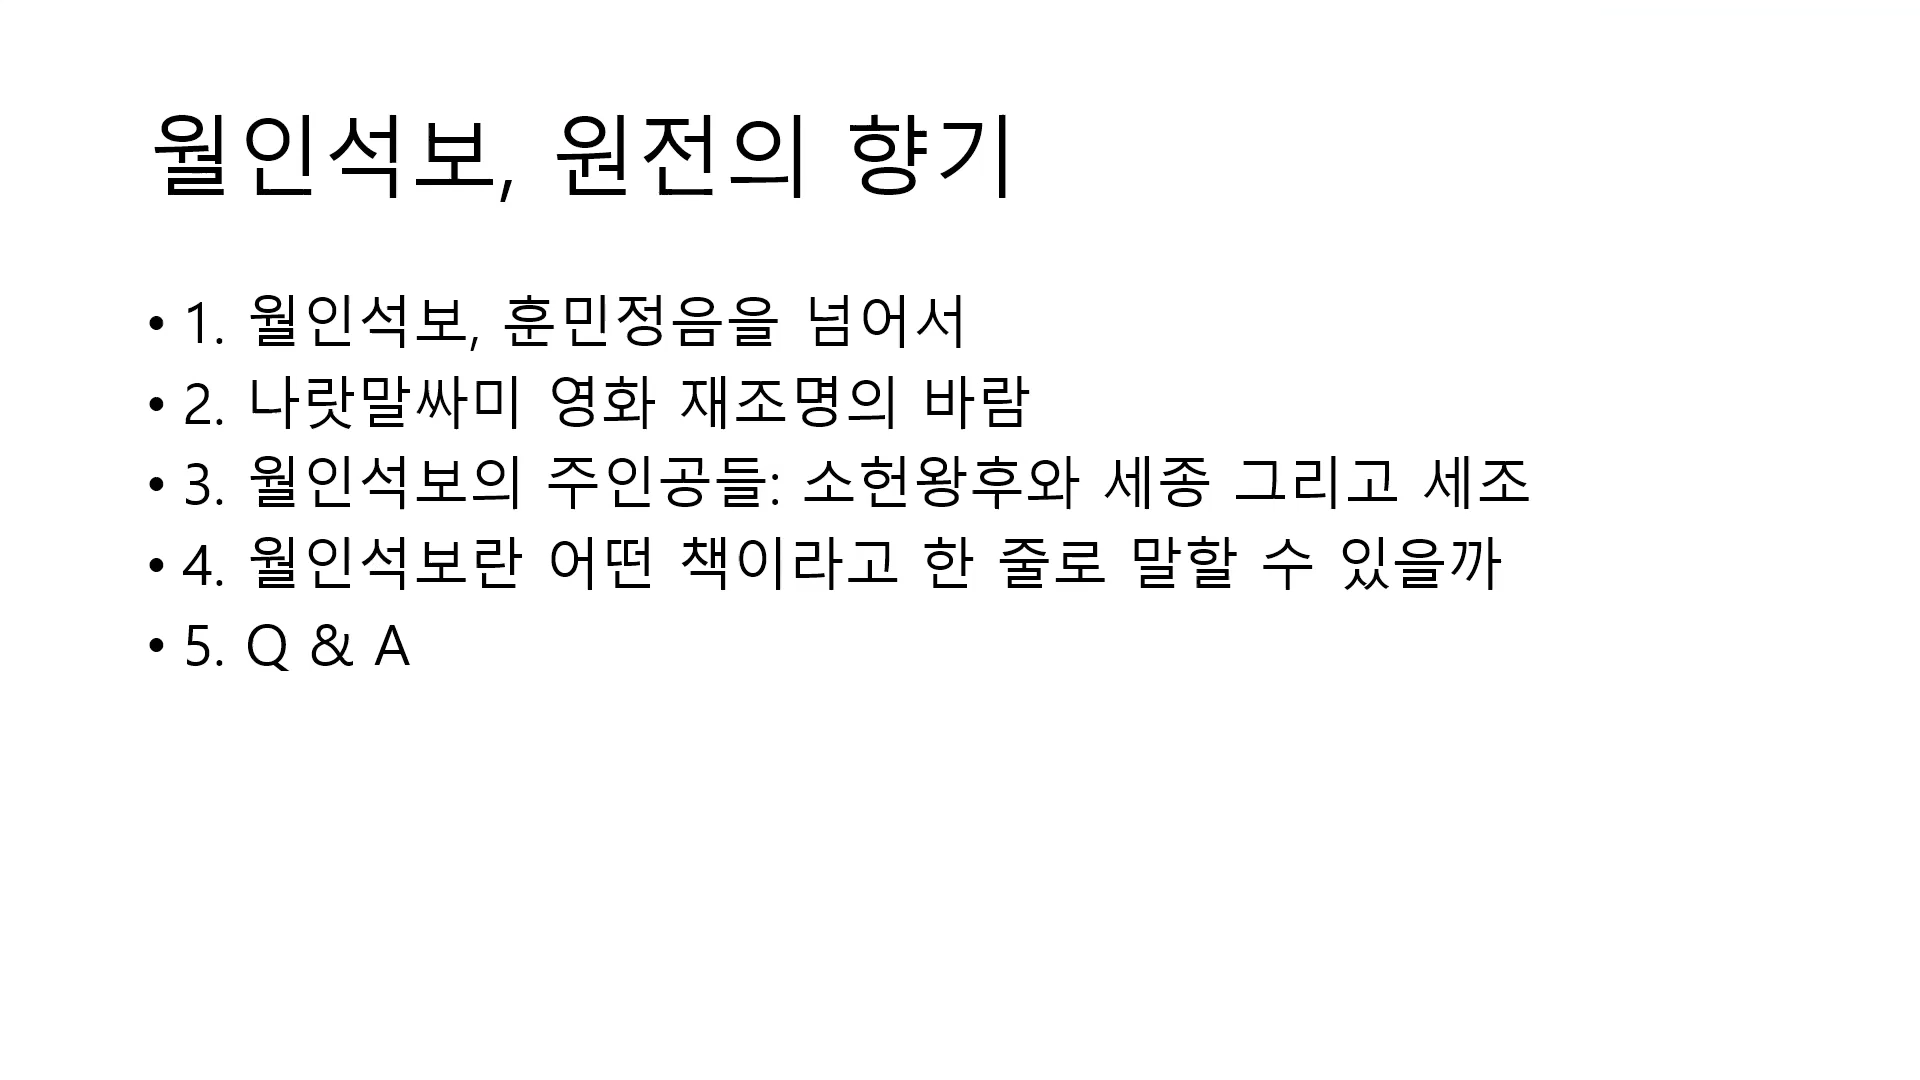 월인석보, 원전의 향기
• 1. 월인석보, 훈민정음을 넘어서
• 2. 나랏말싸미 영화 재조명의 바람
• 3. 월인석보의 주인공들: 소헌왕후와 세종 그리고 세조
• 4. 월인석보란 어떤 책이라고 한 줄로 말할 수 있을까
• 5. Q & A